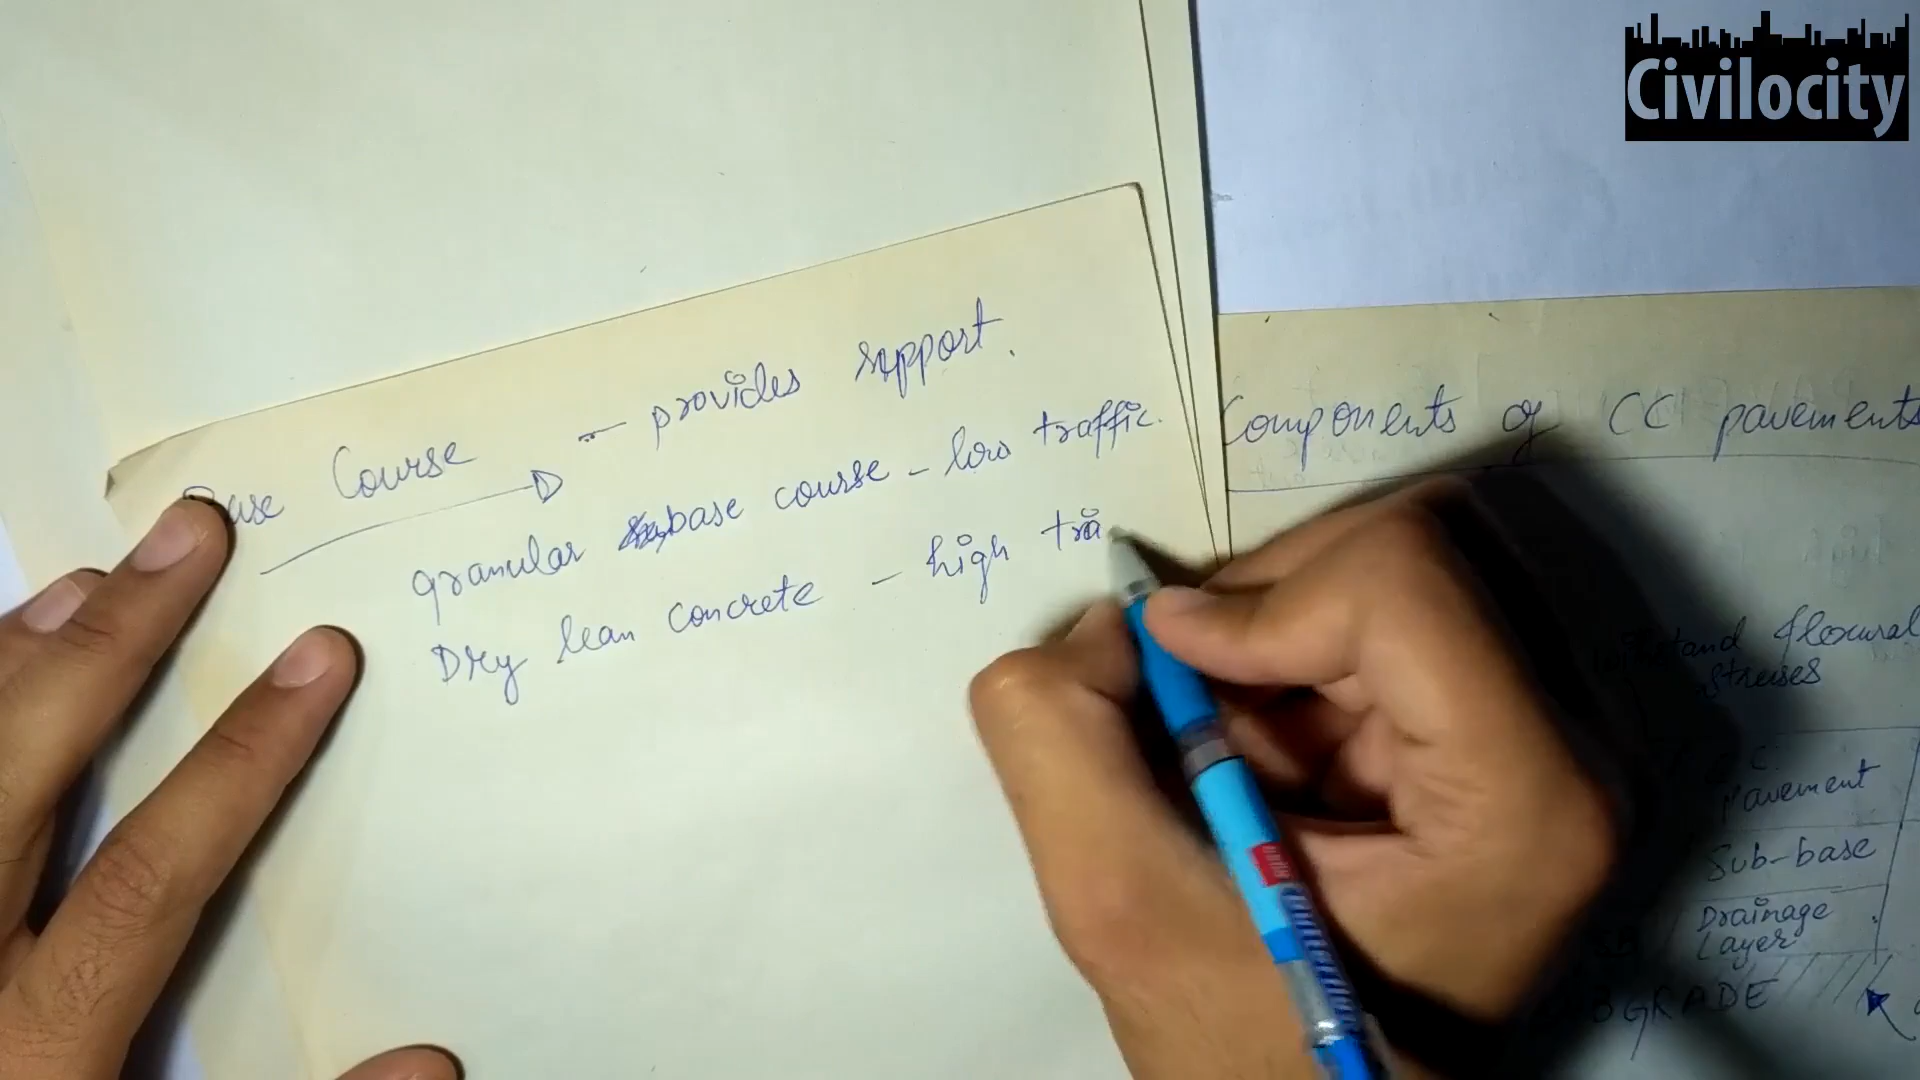 Civilocity
Base Course – provides support.
granular base course – low traffic.
Dry lean concrete – high tra
Components of CC pavements
withstand flexural
stresses
C.C.
Pavement
Sub-base
Drainage
Layer
GRADE